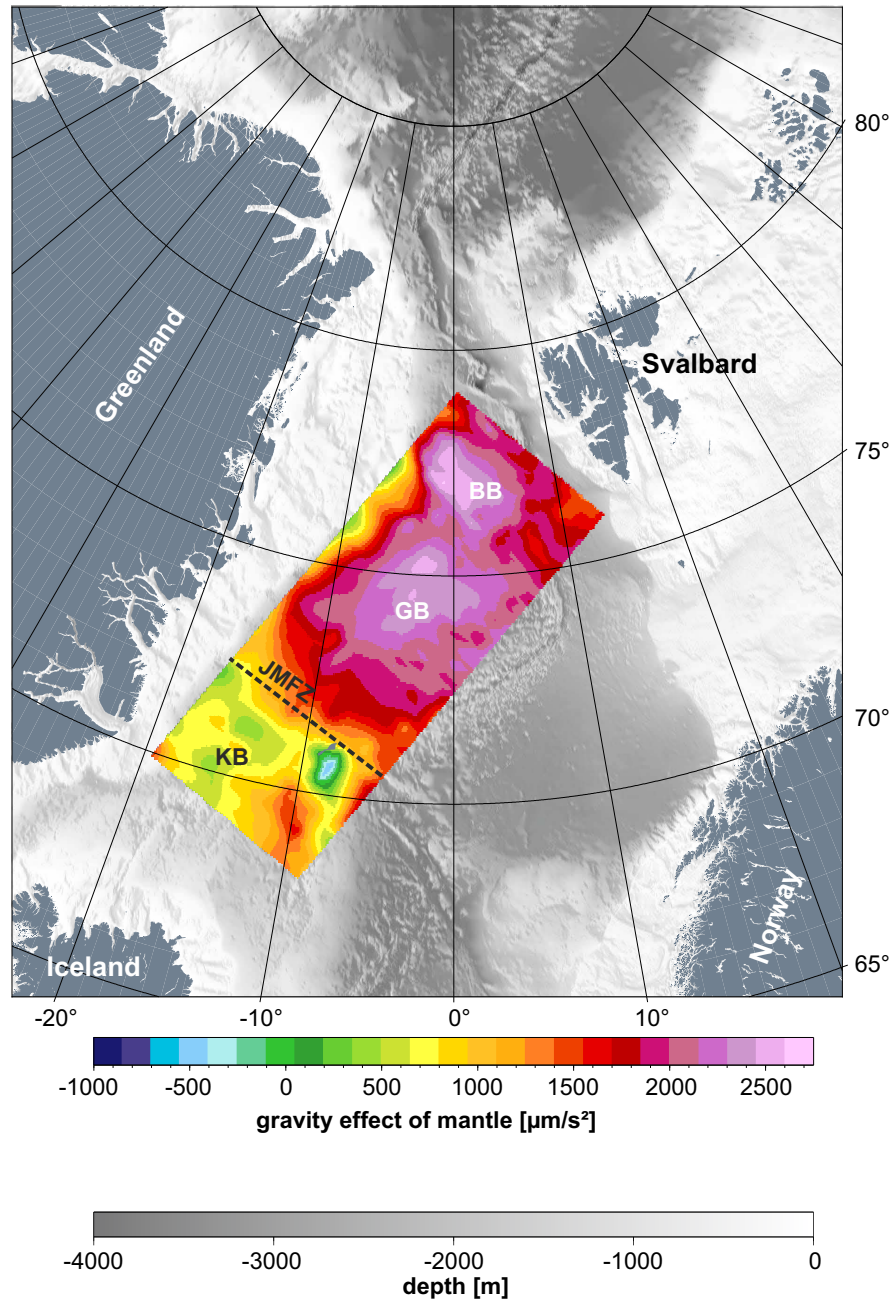 80°
Greenland
Svalbard
75°
BB
GB
JMFZ
70°
KB
Norway
Iceland
65°
-20° -10° 0° 10°
-1000 -500 0 500 1000 1500 2000 2500
gravity effect of mantle [µm/s²]
-4000 -3000 -2000 -1000 0
depth [m]